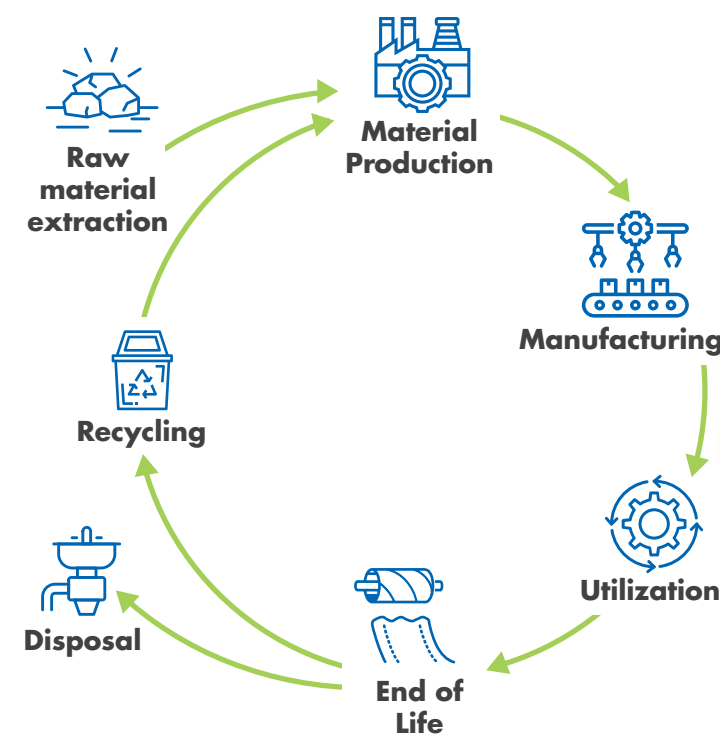 Material
Production
Raw
material
extraction
Manufacturing
Recycling
Utilization
Disposal
End of
Life